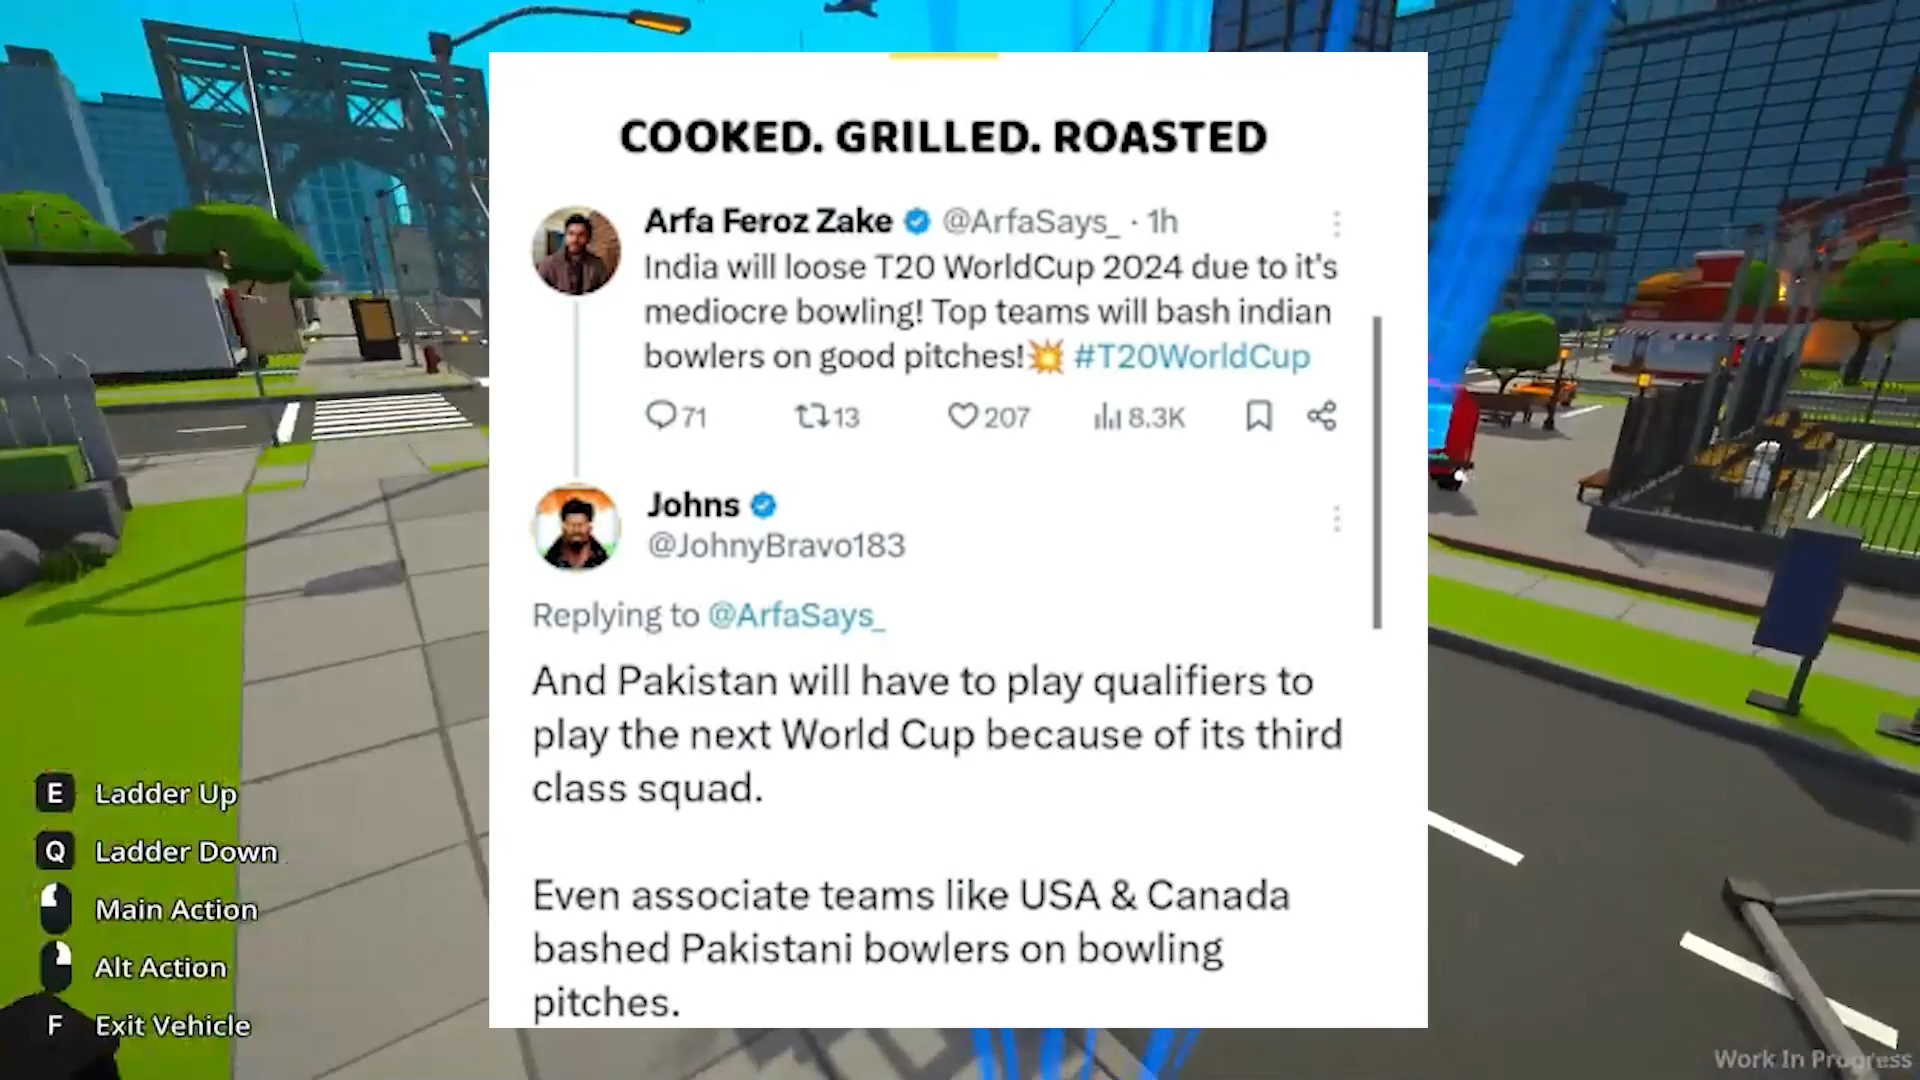 COOKED. GRILLED. ROASTED
Arfa Feroz Zake @ArfaSays_ · 1h
India will loose T20 WorldCup 2024 due to it's
mediocre bowling! Top teams will bash indian
bowlers on good pitches!💥 #T20WorldCup
71 13 207 8.3K
Johns
@JohnyBravo183
Replying to @ArfaSays_
And Pakistan will have to play qualifiers to
play the next World Cup because of its third
class squad.
Even associate teams like USA & Canada
bashed Pakistani bowlers on bowling
pitches.
E Ladder Up
Q Ladder Down
Main Action
Alt Action
F Exit Vehicle
Work In Progress